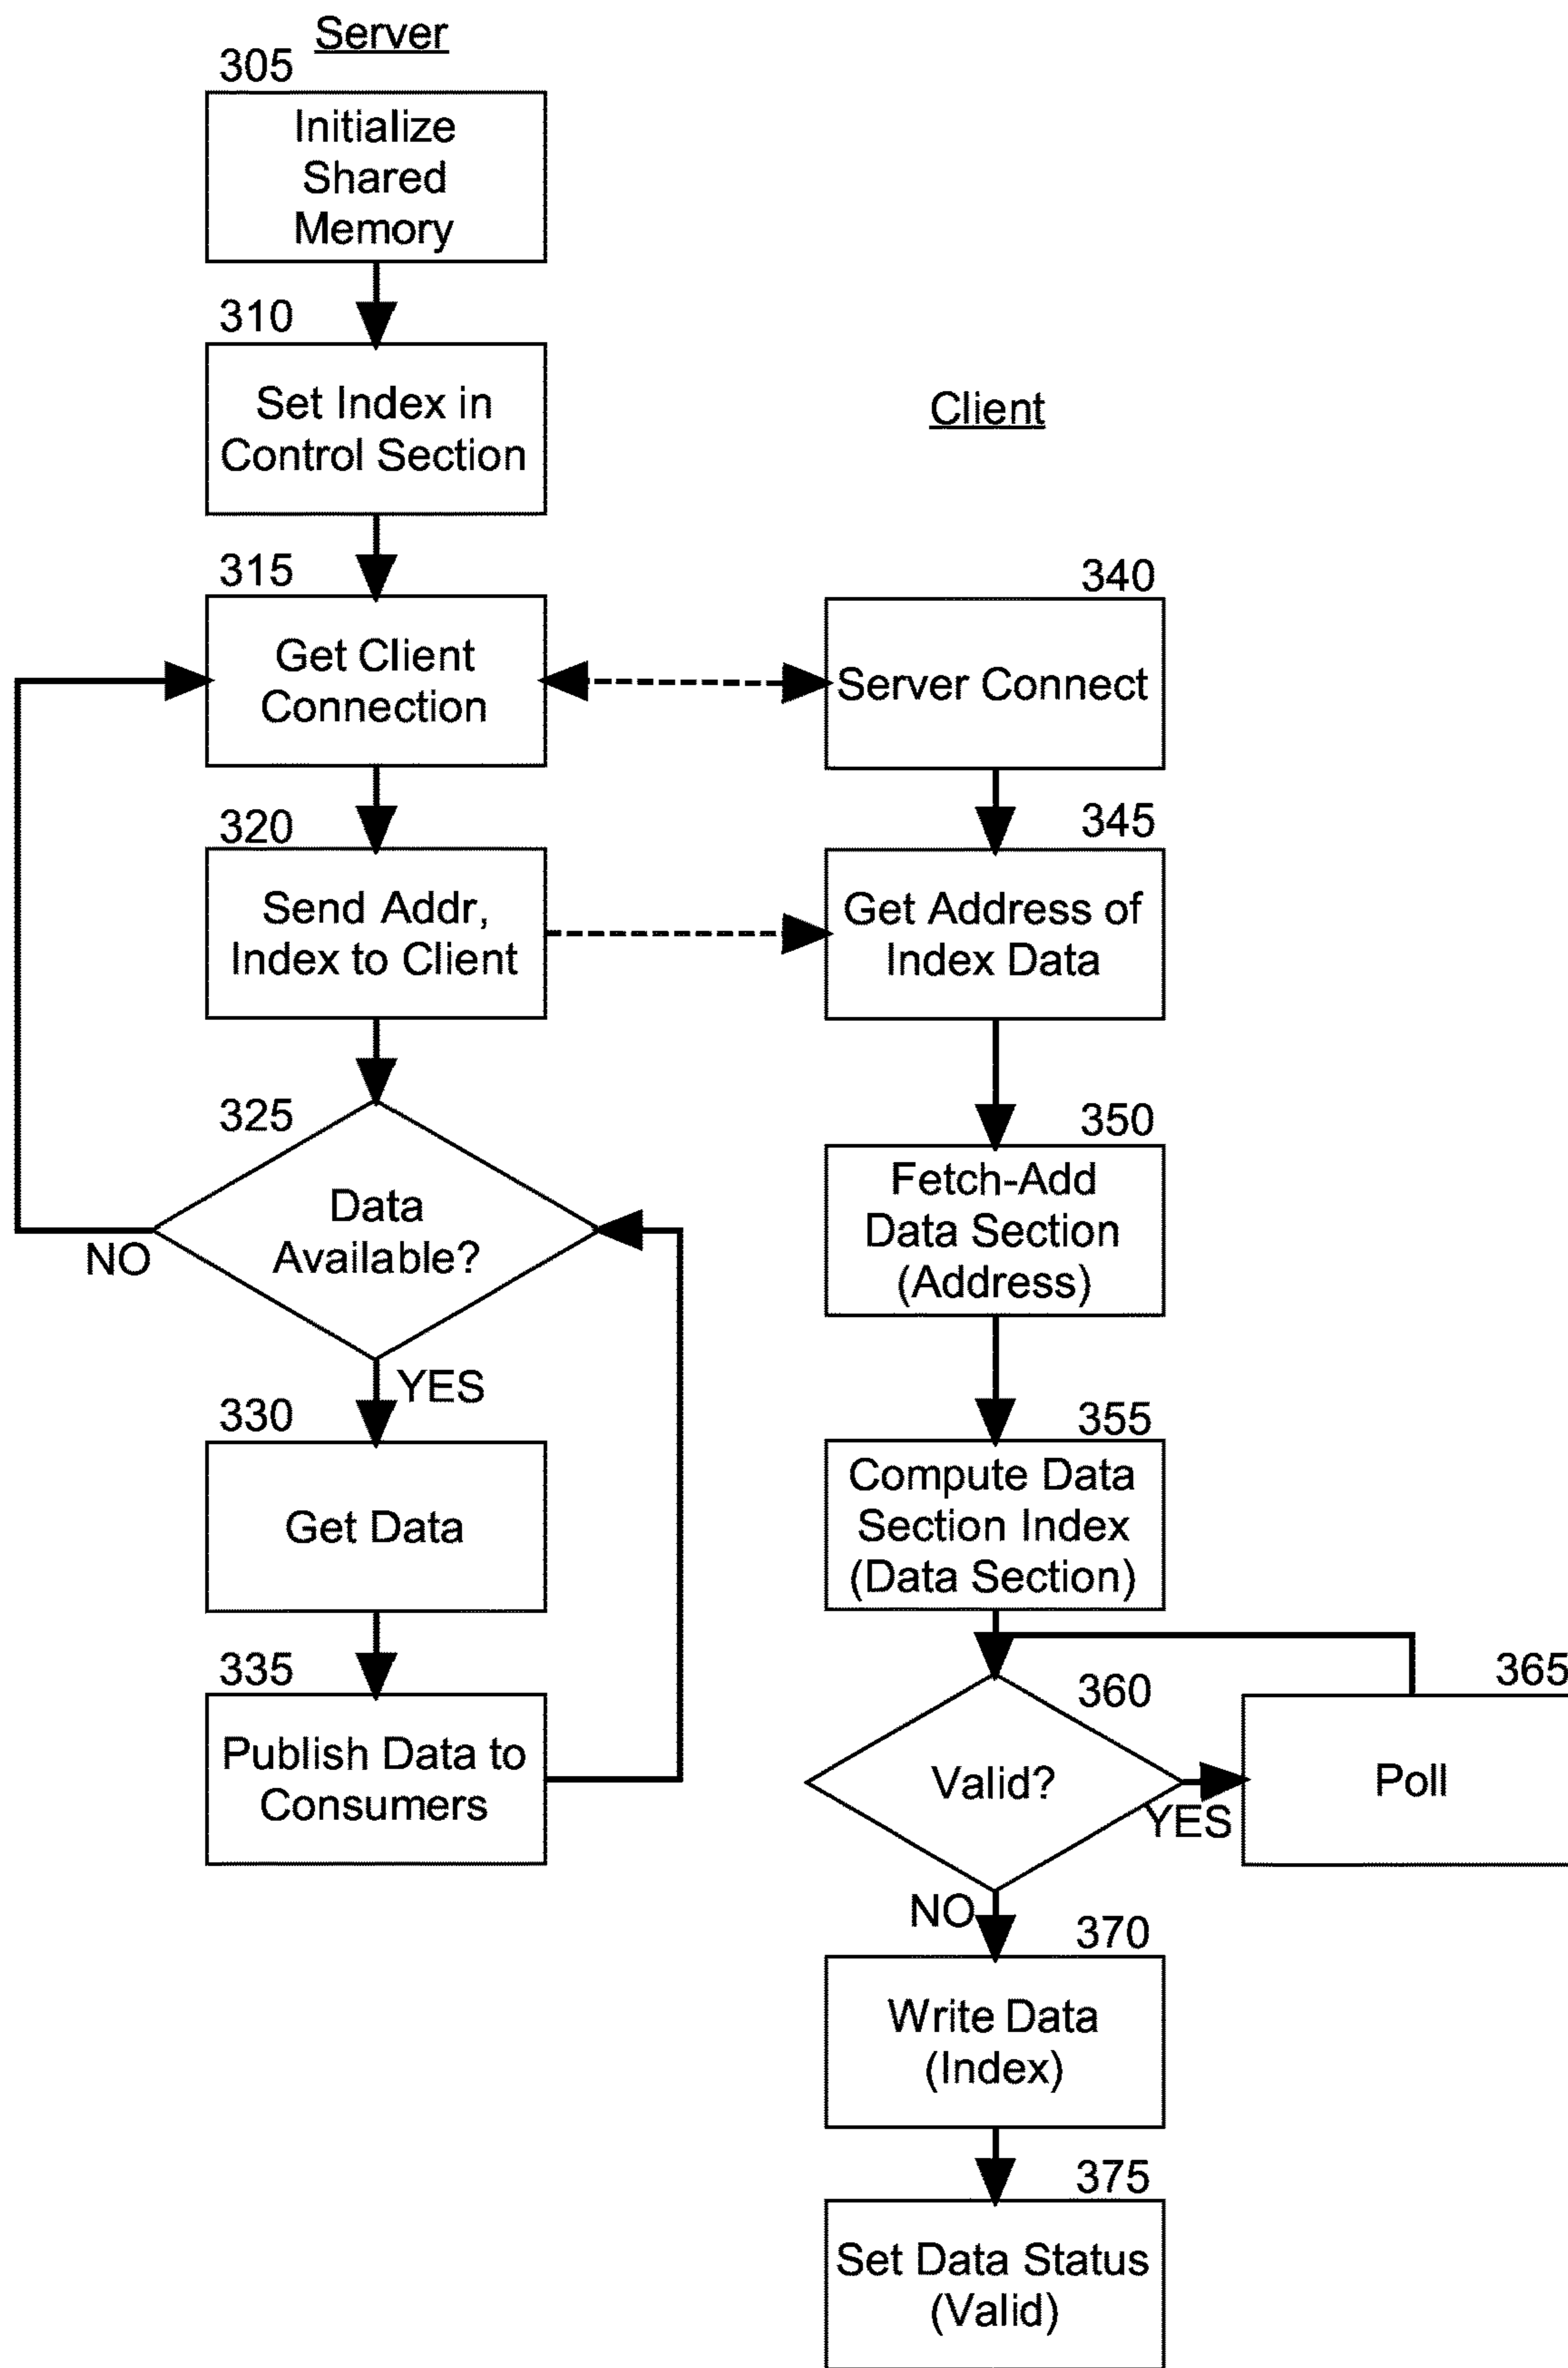 Server
305
Initialize
Shared
Memory
310
Set Index in
Control Section
315
Get Client
Connection
320
Send Addr,
Index to Client
325
Data
Available?
NO
YES
330
Get Data
335
Publish Data to
Consumers
Client
340
Server Connect
345
Get Address of
Index Data
350
Fetch-Add
Data Section
(Address)
355
Compute Data
Section Index
(Data Section)
360
Valid?
YES
365
Poll
NO
370
Write Data
(Index)
375
Set Data Status
(Valid)